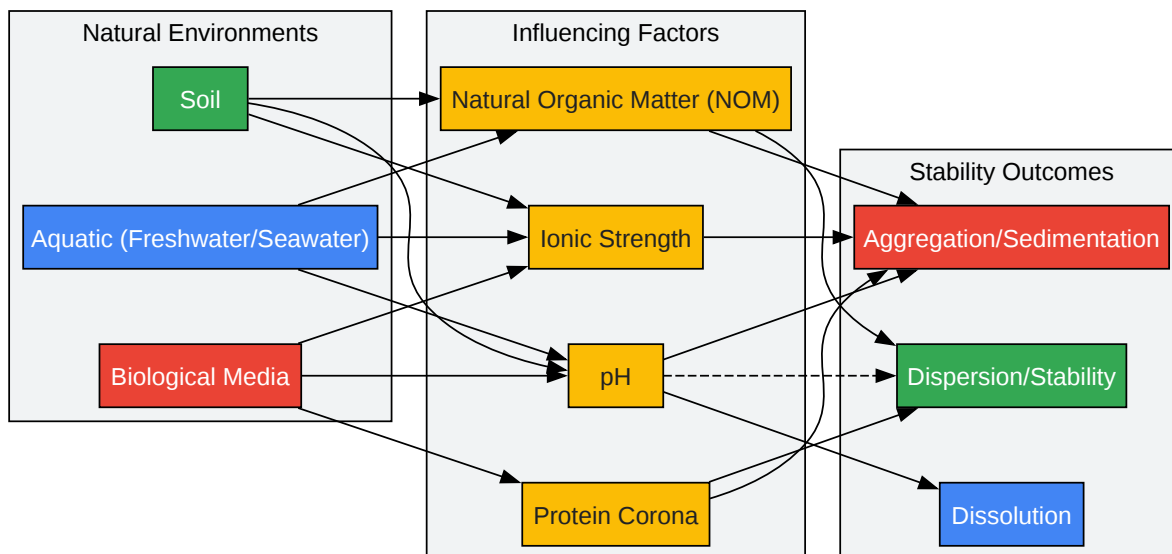 Natural Environments
Soil
Aquatic (Freshwater/Seawater)
Biological Media
Influencing Factors
Natural Organic Matter (NOM)
Ionic Strength
pH
Protein Corona
Stability Outcomes
Aggregation/Sedimentation
Dispersion/Stability
Dissolution